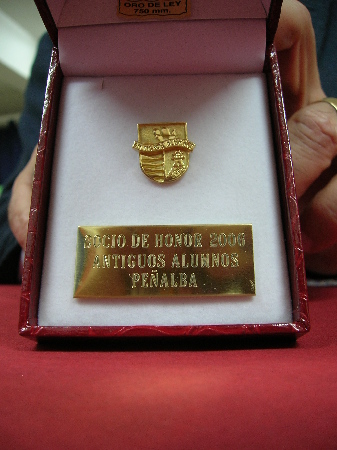 ORO DE LEY
750 mm.
SOCIO DE HONOR 2006
ANTIGUOS ALUMNOS
PEÑALBA